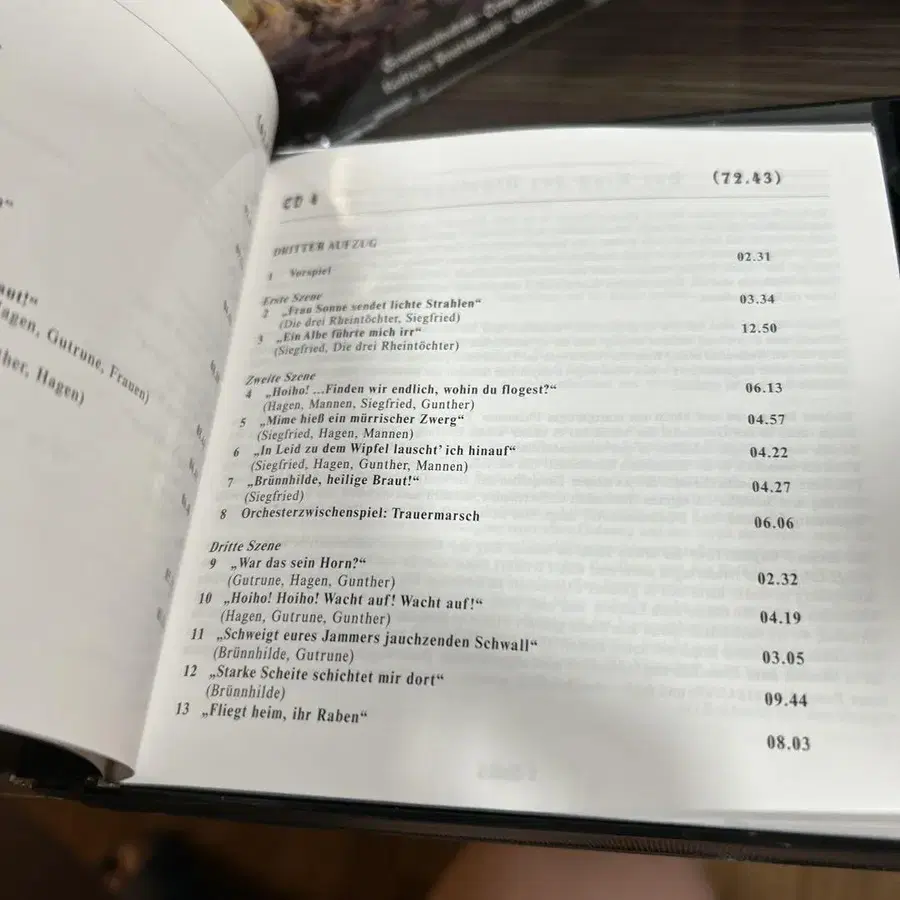 aut!“
Hagen, Gutrune, Frauen)
ther, Hagen)
CD 4 (72.43)
DRITTER AUFZUG
1 Vorspiel 02.31
Erste Szene
2 „Frau Sonne sendet lichte Strahlen“ 03.34
(Die drei Rheintöchter, Siegfried)
3 „Ein Albe führte mich irr“ 12.50
(Siegfried, Die drei Rheintöchter)
Zweite Szene
4 „Hoiho! ...Finden wir endlich, wohin du flogest?“ 06.13
(Hagen, Mannen, Siegfried, Gunther)
5 „Mime hieß ein mürrischer Zwerg“ 04.57
(Siegfried, Hagen, Mannen)
6 „In Leid zu dem Wipfel lauscht’ ich hinauf“ 04.22
(Siegfried, Hagen, Gunther, Mannen)
7 „Brünnhilde, heilige Braut!“ 04.27
(Siegfried)
8 Orchesterzwischenspiel: Trauermarsch 06.06
Dritte Szene
9 „War das sein Horn?“ 02.32
(Gutrune, Hagen, Gunther)
10 „Hoiho! Hoiho! Wacht auf! Wacht auf!“ 04.19
(Hagen, Gutrune, Gunther)
11 „Schweigt eures Jammers jauchzenden Schwall“ 03.05
(Brünnhilde, Gutrune)
12 „Starke Scheite schichtet mir dort“ 09.44
(Brünnhilde)
13 „Fliegt heim, ihr Raben“ 08.03